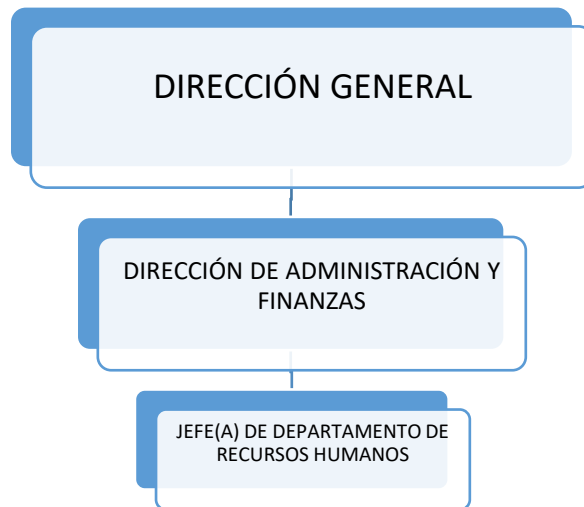 DIRECCIÓN GENERAL
DIRECCIÓN DE ADMINISTRACIÓN Y
FINANZAS
JEFE(A) DE DEPARTAMENTO DE
RECURSOS HUMANOS